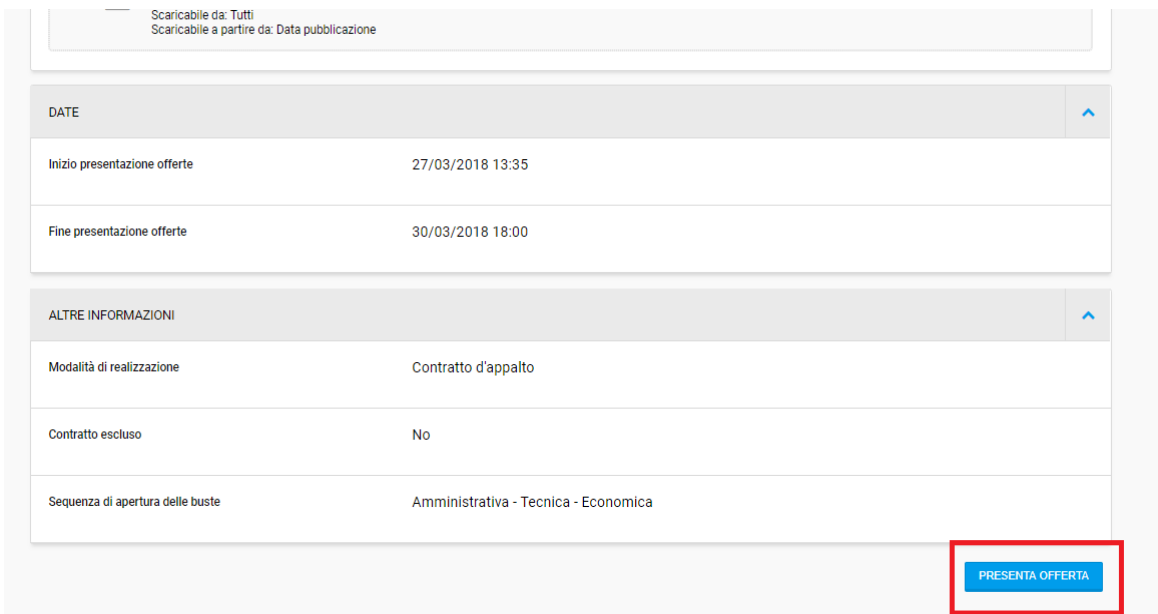 Scaricabile da: Tutti
Scaricabile a partire da: Data pubblicazione
DATE
Inizio presentazione offerte 27/03/2018 13:35
Fine presentazione offerte 30/03/2018 18:00
ALTRE INFORMAZIONI
Modalità di realizzazione Contratto d'appalto
Contratto escluso No
Sequenza di apertura delle buste Amministrativa - Tecnica - Economica
PRESENTA OFFERTA